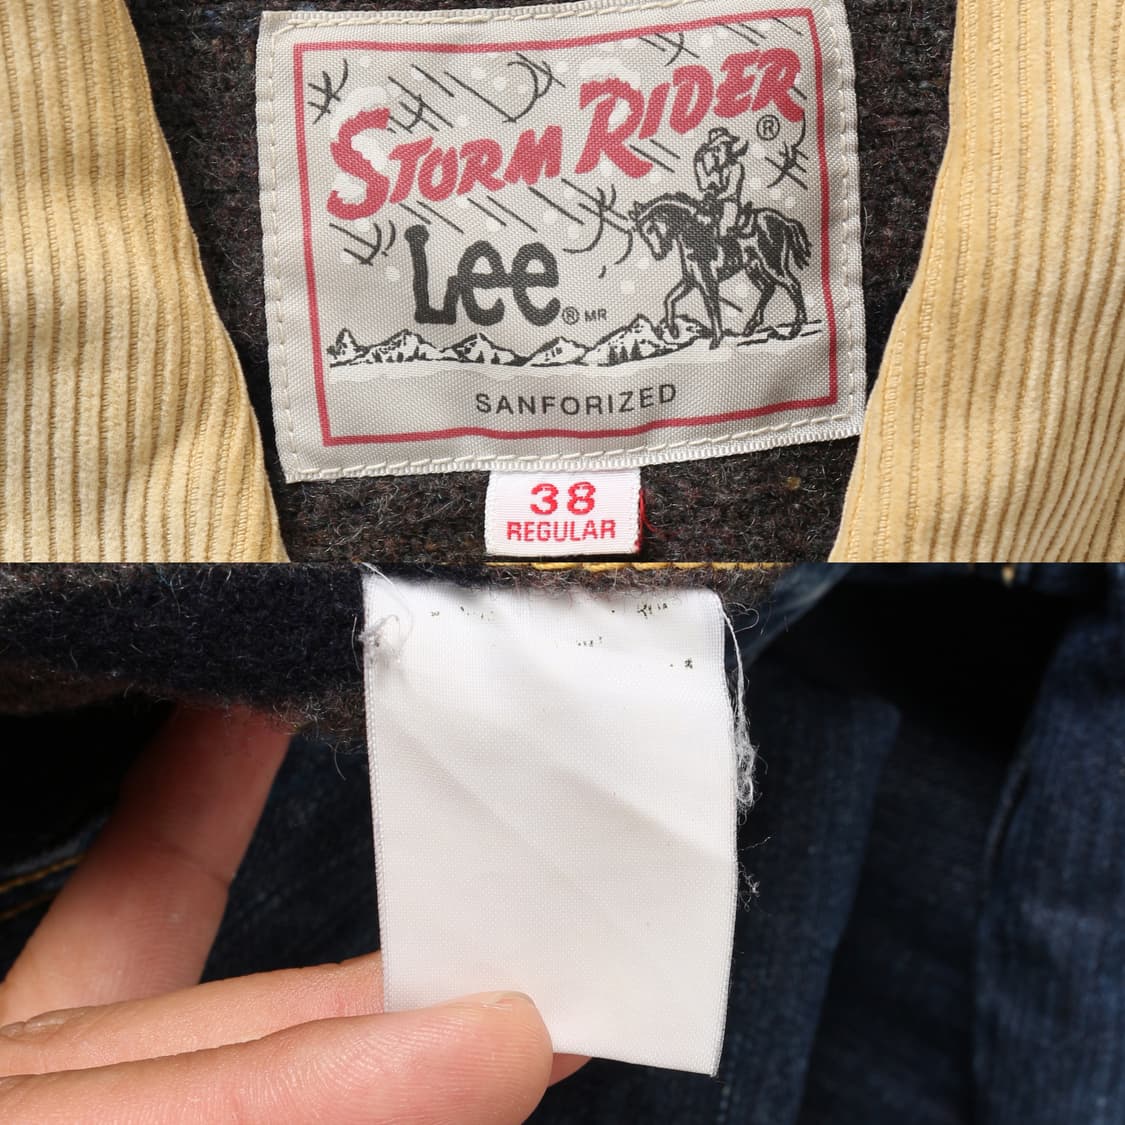 STORM RIDER ®
Lee ® MR
SANFORIZED
38
REGULAR